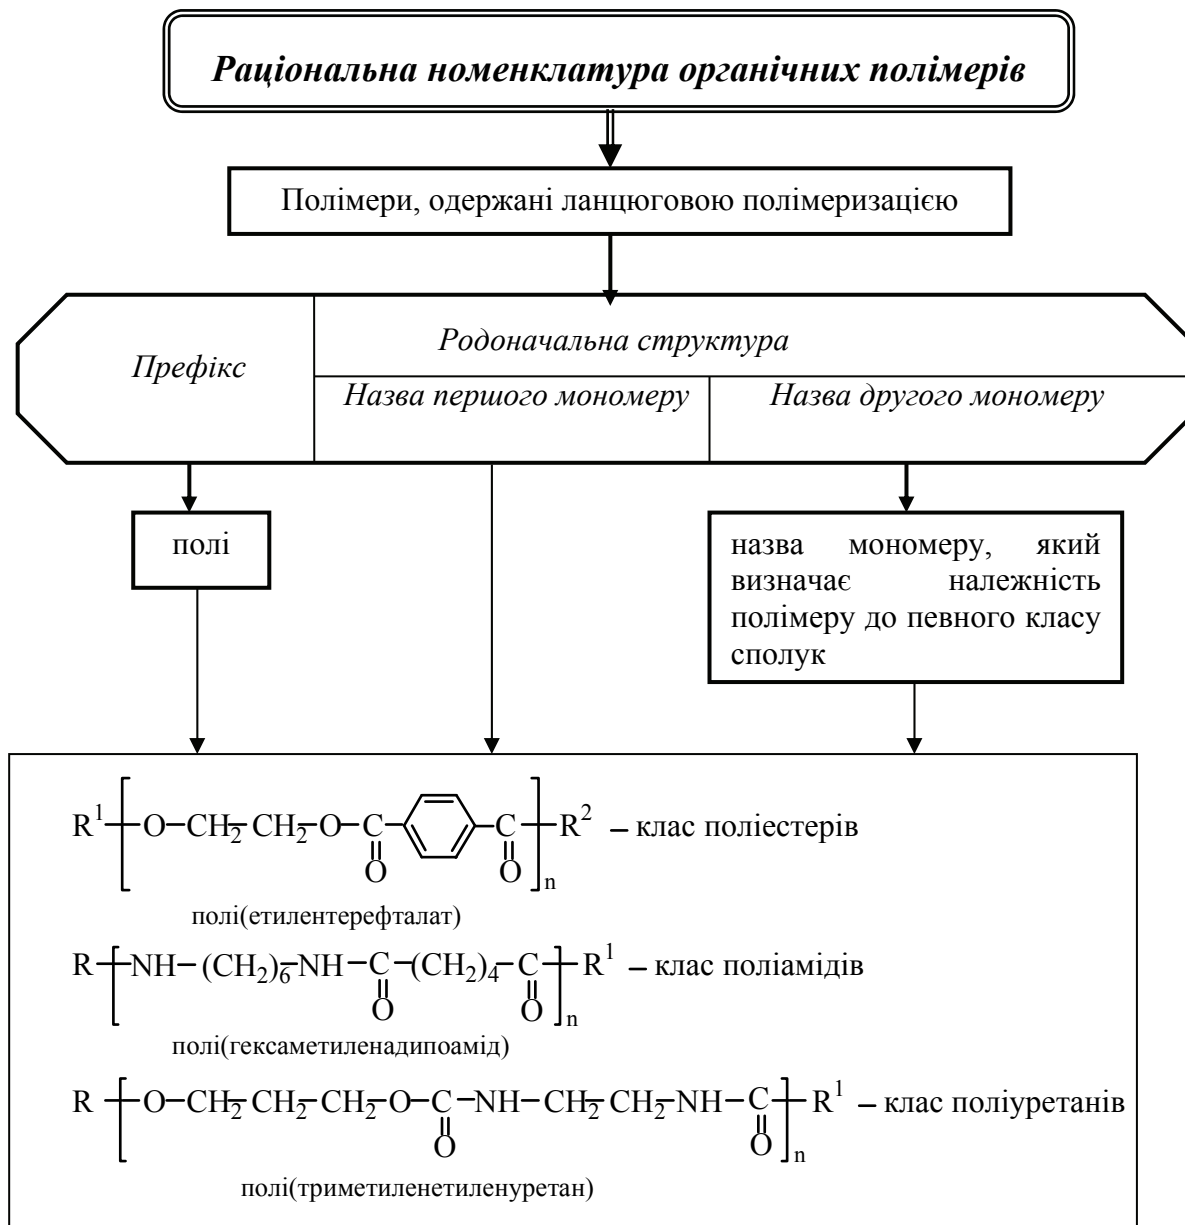 Раціональна номенклатура органічних полімерів
Полімери, одержані ланцюговою полімеризацією
Префікс
Родоначальна структура
Назва першого мономеру
Назва другого мономеру
полі
назва мономеру, який
визначає належність
полімеру до певного класу
сполук
R¹ [ O–CH₂–CH₂–O–C–C–]ₙ R² – клас поліестерів
O O
полі(етилентерефталат)
R [ NH–(CH₂)₆–NH–C–(CH₂)₄–C ]ₙ R¹ – клас поліамідів
O O
полі(гексаметиленадипоамід)
R [ O–CH₂–CH₂–CH₂–O–C–NH–CH₂–CH₂–NH–C ]ₙ R¹ – клас поліуретанів
O O
полі(триметиленетиленуретан)